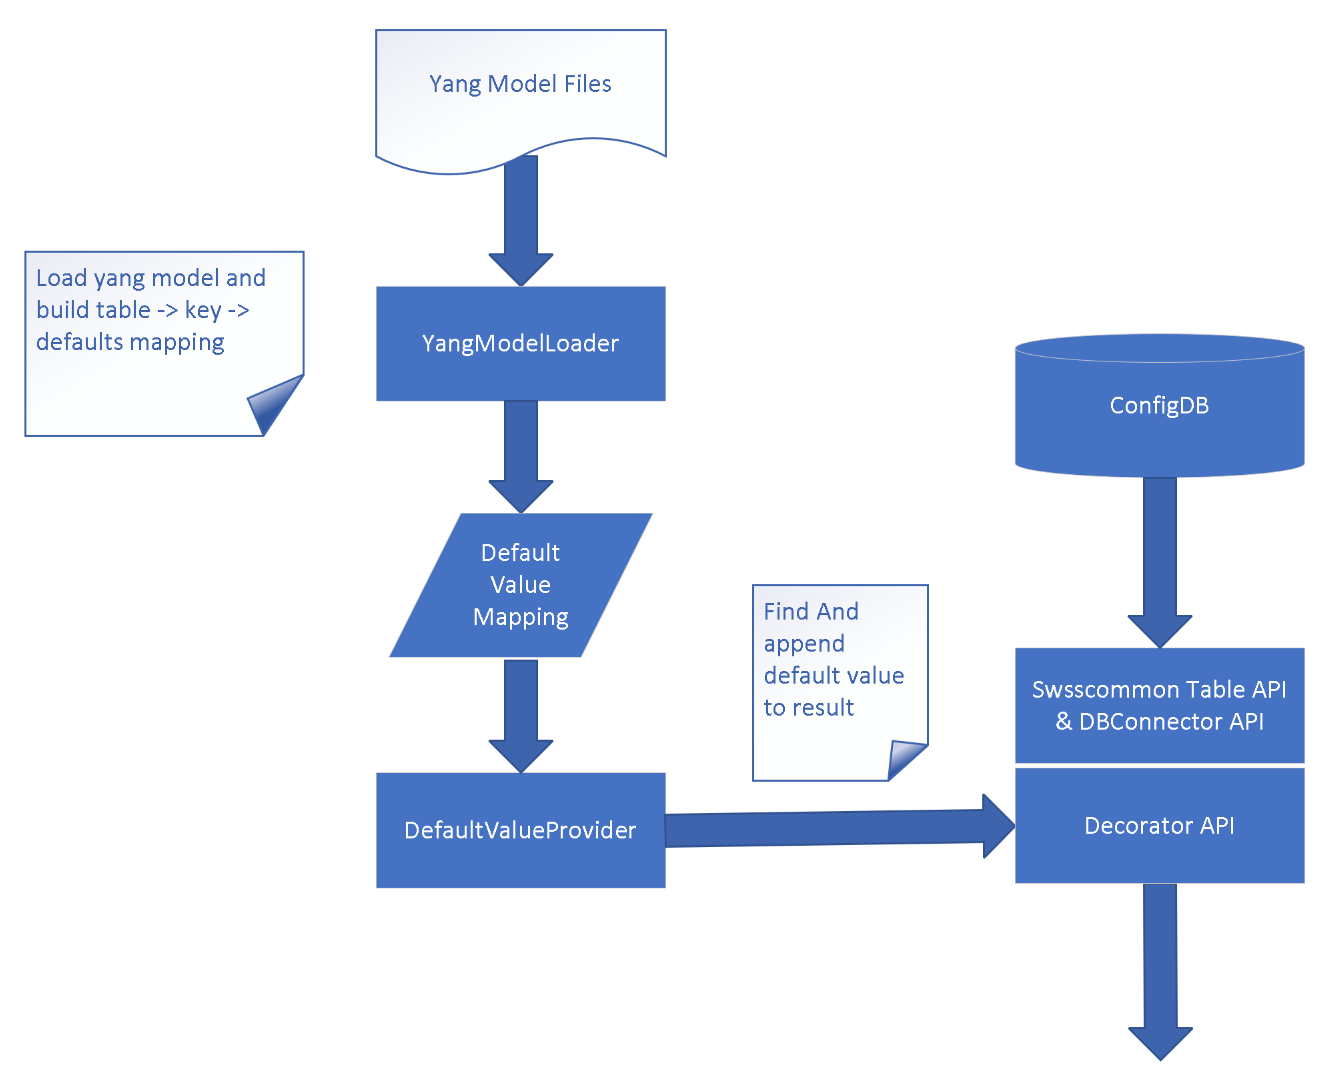 Yang Model Files
Load yang model and
build table -> key ->
defaults mapping
YangModelLoader
ConfigDB
Default
Value
Mapping
Find And
append
default value
to result
Swsscommon Table API
& DBConnector API
DefaultValueProvider
Decorator API